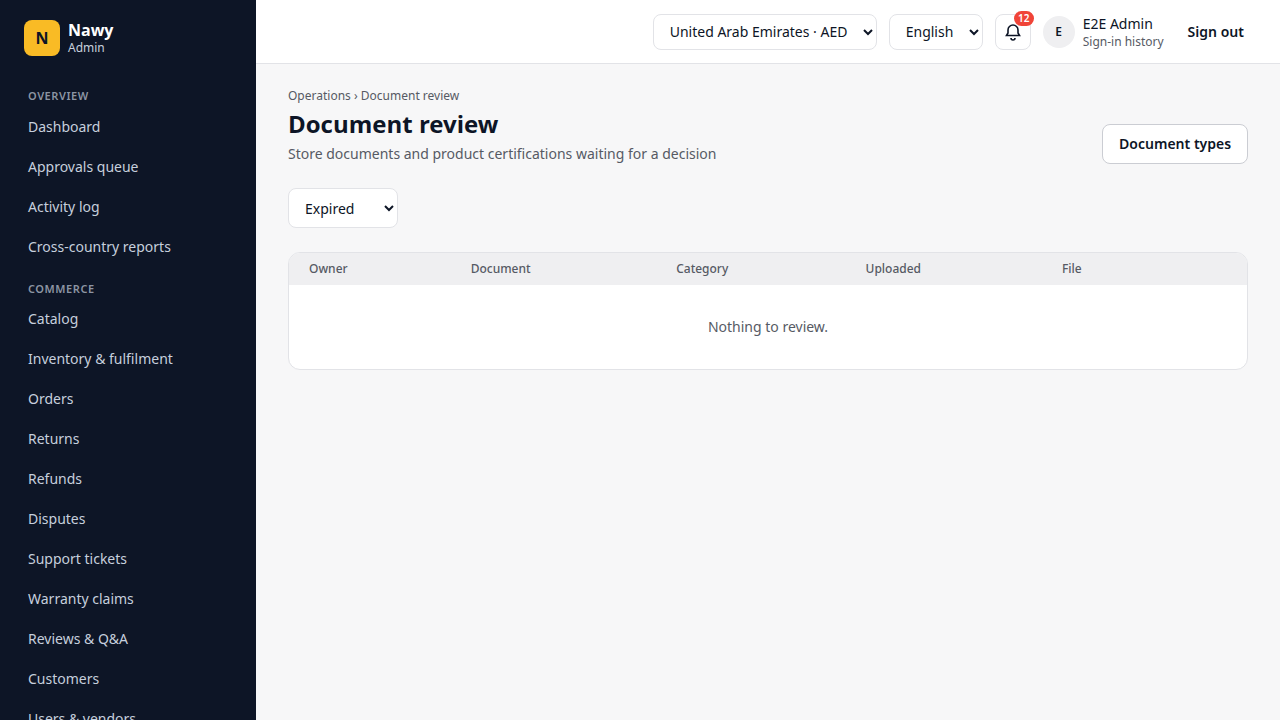 N
Nawy
Admin
OVERVIEW
Dashboard
Approvals queue
Activity log
Cross-country reports
COMMERCE
Catalog
Inventory & fulfilment
Orders
Returns
Refunds
Disputes
Support tickets
Warranty claims
Reviews & Q&A
Customers
Users & vendors
United Arab Emirates · AED
English
12
E
E2E Admin
Sign-in history
Sign out
Operations › Document review
Document review
Store documents and product certifications waiting for a decision
Document types
Expired
Owner Document Category Uploaded File
Nothing to review.